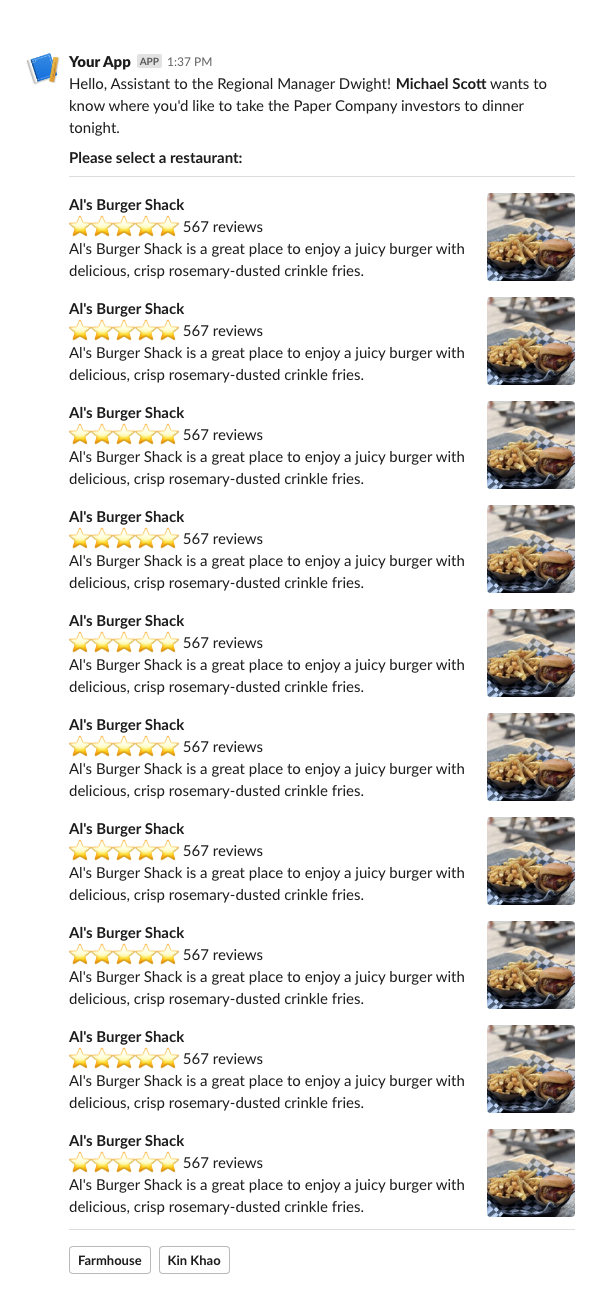 Your App APP 1:37 PM
Hello, Assistant to the Regional Manager Dwight! Michael Scott wants to
know where you'd like to take the Paper Company investors to dinner
tonight.
Please select a restaurant:
Al's Burger Shack
567 reviews
Al's Burger Shack is a great place to enjoy a juicy burger with
delicious, crisp rosemary-dusted crinkle fries.
Al's Burger Shack
567 reviews
Al's Burger Shack is a great place to enjoy a juicy burger with
delicious, crisp rosemary-dusted crinkle fries.
Al's Burger Shack
567 reviews
Al's Burger Shack is a great place to enjoy a juicy burger with
delicious, crisp rosemary-dusted crinkle fries.
Al's Burger Shack
567 reviews
Al's Burger Shack is a great place to enjoy a juicy burger with
delicious, crisp rosemary-dusted crinkle fries.
Al's Burger Shack
567 reviews
Al's Burger Shack is a great place to enjoy a juicy burger with
delicious, crisp rosemary-dusted crinkle fries.
Al's Burger Shack
567 reviews
Al's Burger Shack is a great place to enjoy a juicy burger with
delicious, crisp rosemary-dusted crinkle fries.
Al's Burger Shack
567 reviews
Al's Burger Shack is a great place to enjoy a juicy burger with
delicious, crisp rosemary-dusted crinkle fries.
Al's Burger Shack
567 reviews
Al's Burger Shack is a great place to enjoy a juicy burger with
delicious, crisp rosemary-dusted crinkle fries.
Al's Burger Shack
567 reviews
Al's Burger Shack is a great place to enjoy a juicy burger with
delicious, crisp rosemary-dusted crinkle fries.
Al's Burger Shack
567 reviews
Al's Burger Shack is a great place to enjoy a juicy burger with
delicious, crisp rosemary-dusted crinkle fries.
Farmhouse Kin Khao